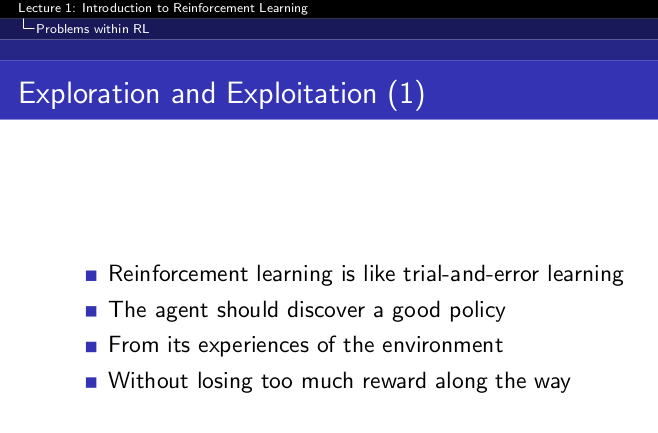 Lecture 1: Introduction to Reinforcement Learning
Problems within RL
Exploration and Exploitation (1)
Reinforcement learning is like trial-and-error learning
The agent should discover a good policy
From its experiences of the environment
Without losing too much reward along the way